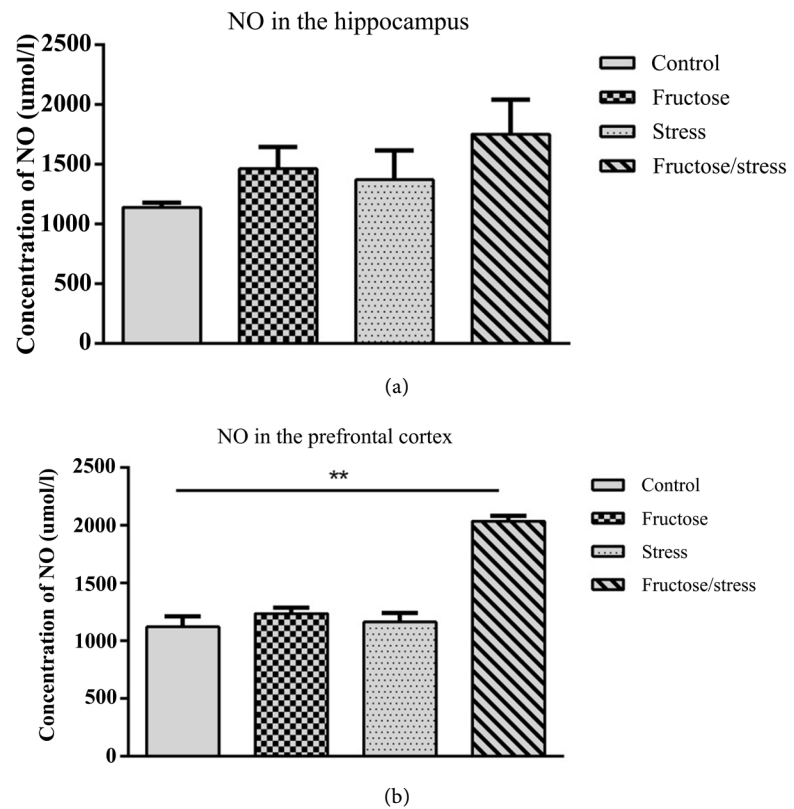 NO in the hippocampus
Concentration of NO (umol/l)
2500
2000
1500
1000
500
0
Control
Fructose
Stress
Fructose/stress
(a)
NO in the prefrontal cortex
Concentration of NO (umol/l)
2500
2000
1500
1000
500
0
**
Control
Fructose
Stress
Fructose/stress
(b)